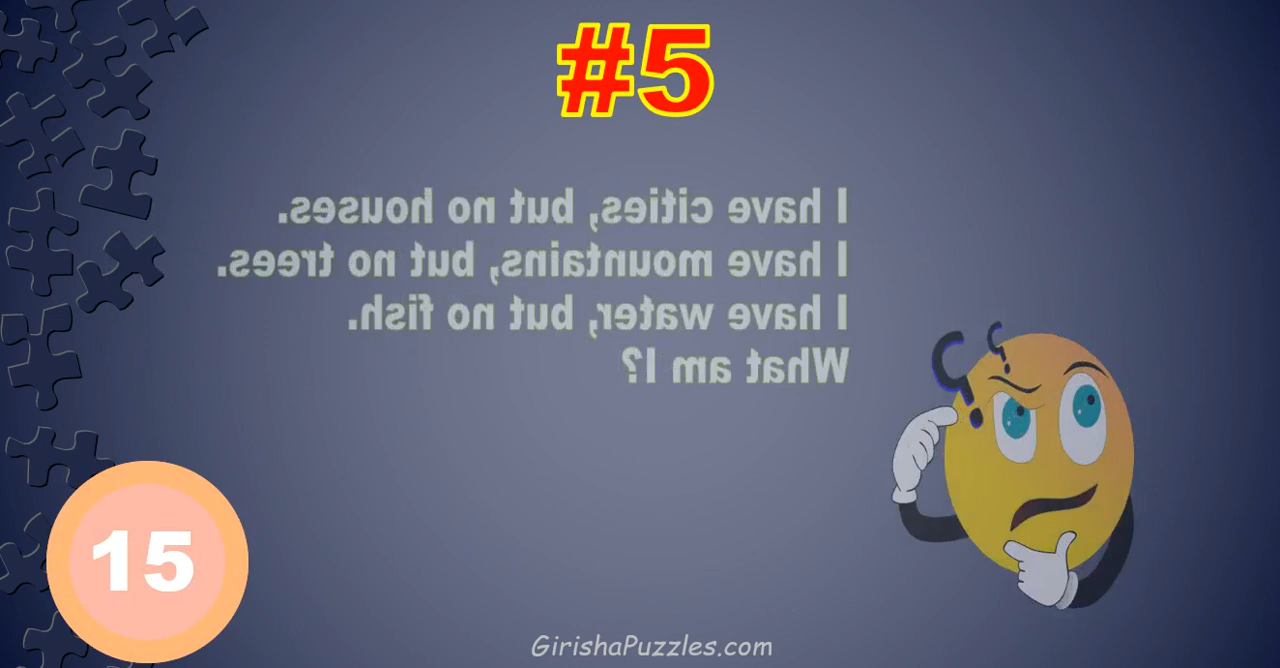 #5
I have cities, but no houses.
I have mountains, but no trees.
I have water, but no fish.
What am I?
15
GirishaPuzzles.com